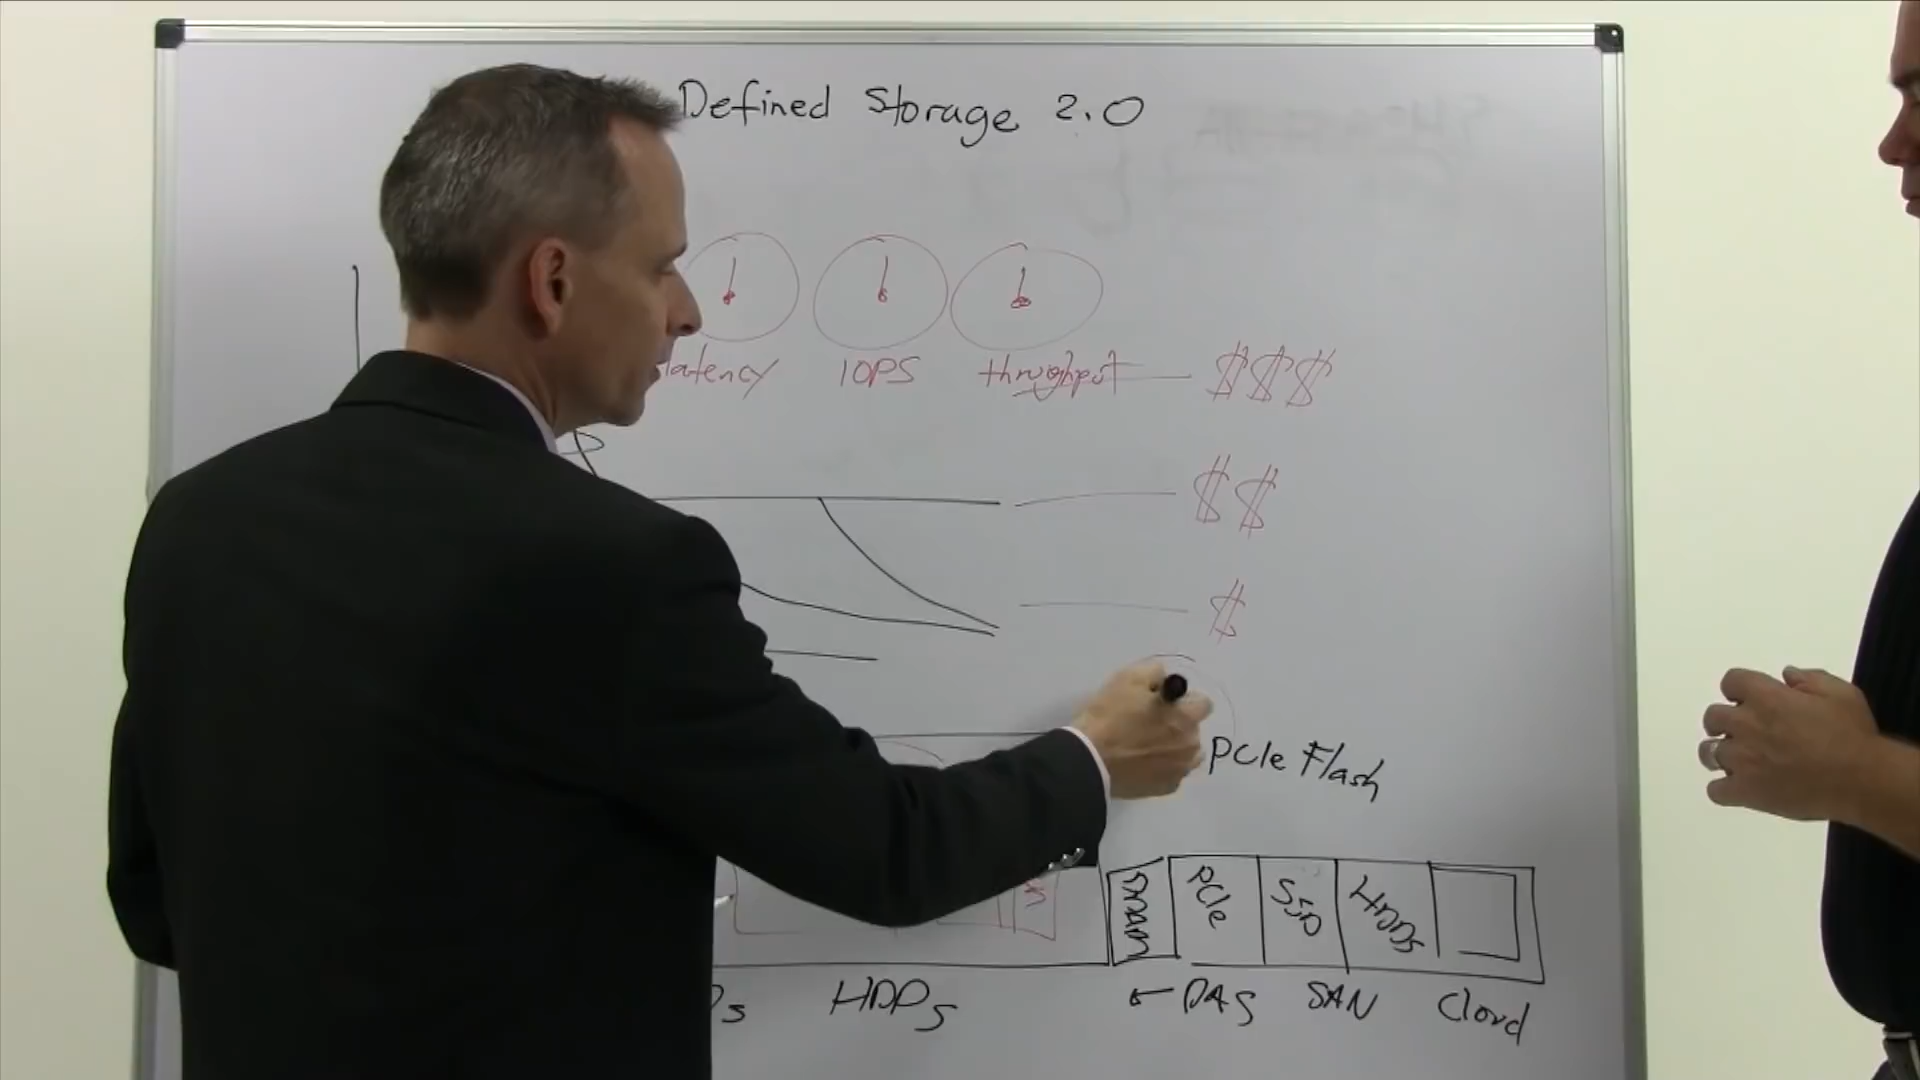 Defined Storage 2.0
latency IOPS throughput $$$
$$
$
PCIe Flash
PCIe SSD HDDs
HDDs ← DAS SAN Cloud